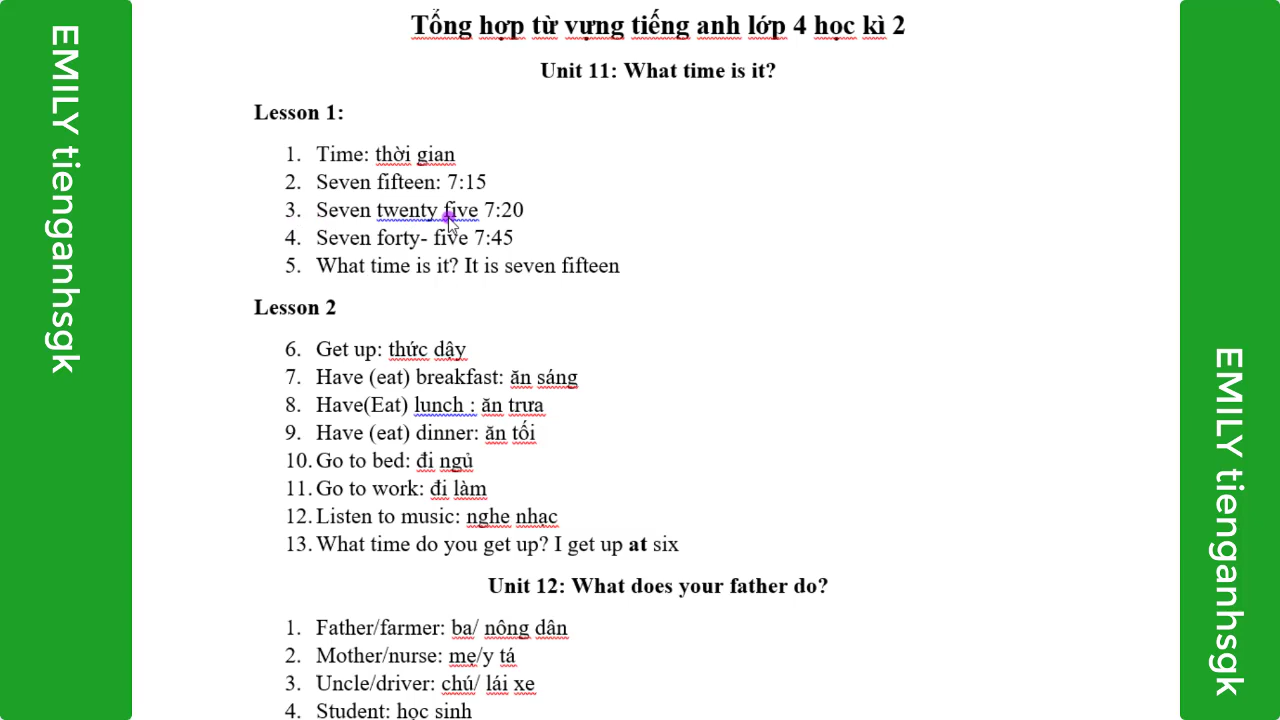 EMILY tienganhsgk
Tổng hợp từ vựng tiếng anh lớp 4 học kì 2
Unit 11: What time is it?
Lesson 1:
1. Time: thời gian
2. Seven fifteen: 7:15
3. Seven twenty five 7:20
4. Seven forty- five 7:45
5. What time is it? It is seven fifteen
Lesson 2
6. Get up: thức dậy
7. Have (eat) breakfast: ăn sáng
8. Have(Eat) lunch : ăn trưa
9. Have (eat) dinner: ăn tối
10. Go to bed: đi ngủ
11. Go to work: đi làm
12. Listen to music: nghe nhạc
13. What time do you get up? I get up at six
Unit 12: What does your father do?
1. Father/farmer: ba/ nông dân
2. Mother/nurse: mẹ/y tá
3. Uncle/driver: chú/ lái xe
4. Student: học sinh
EMILY tienganhsgk